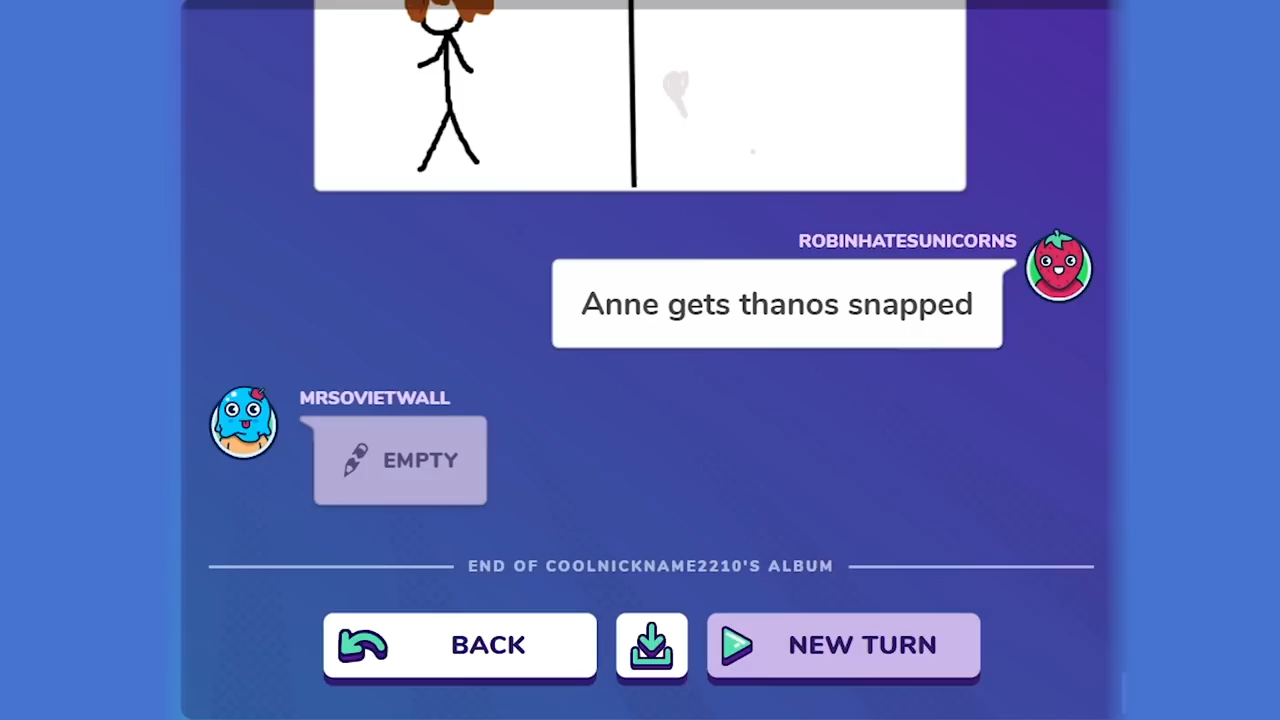 ROBINHATESUNICORNS
Anne gets thanos snapped
MRSOVIETWALL
EMPTY
END OF COOLNICKNAME2210'S ALBUM
BACK
NEW TURN